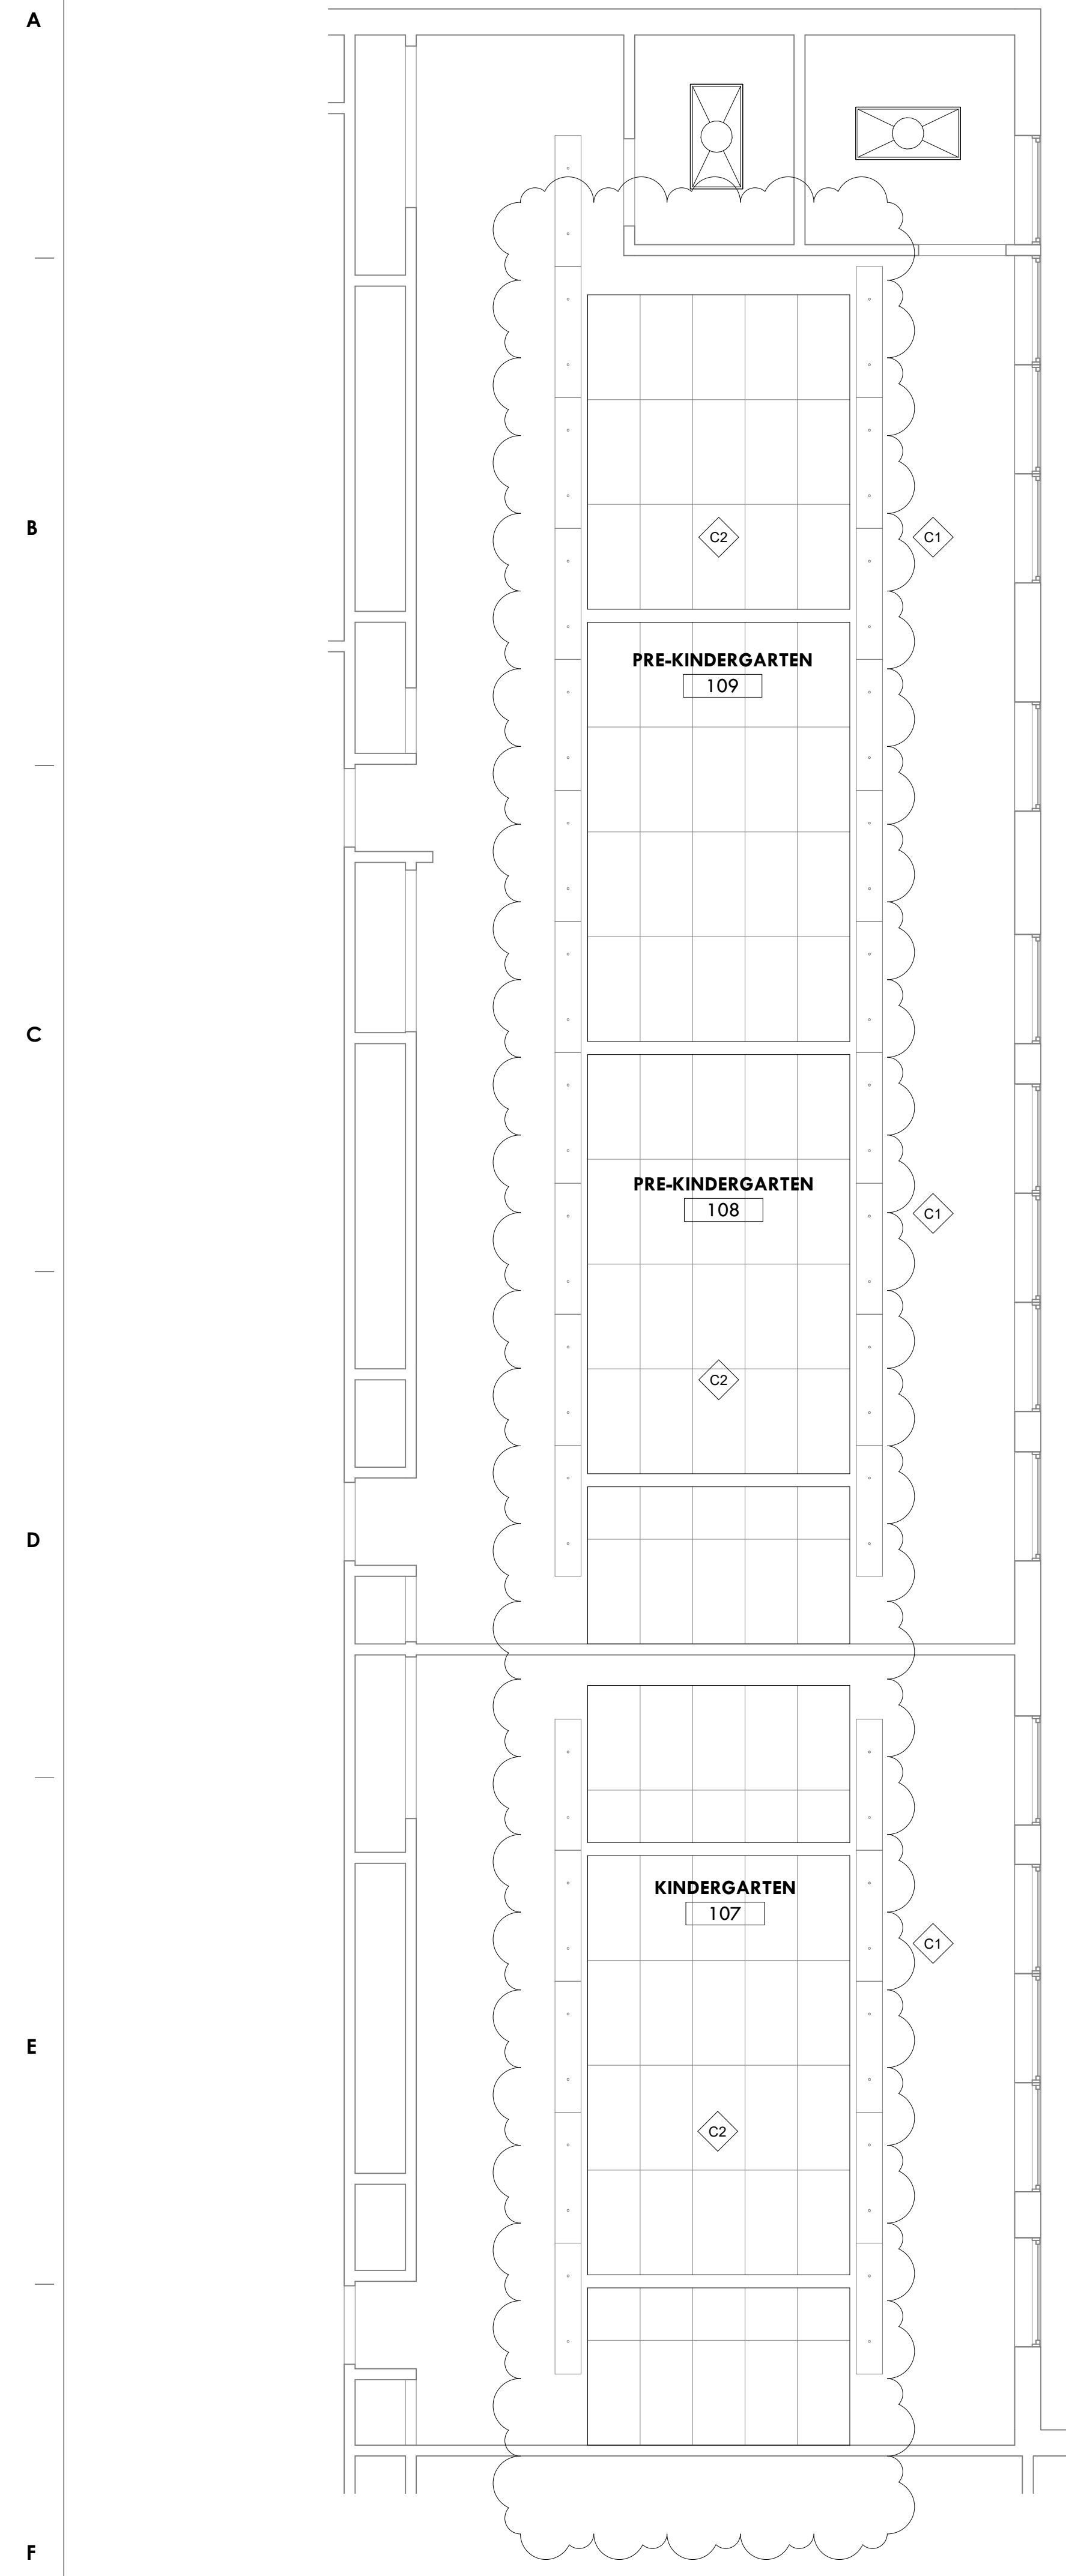 A
B
C2
C1
PRE-KINDERGARTEN
109
C
PRE-KINDERGARTEN
108
C1
C2
D
KINDERGARTEN
107
C1
E
C2
F